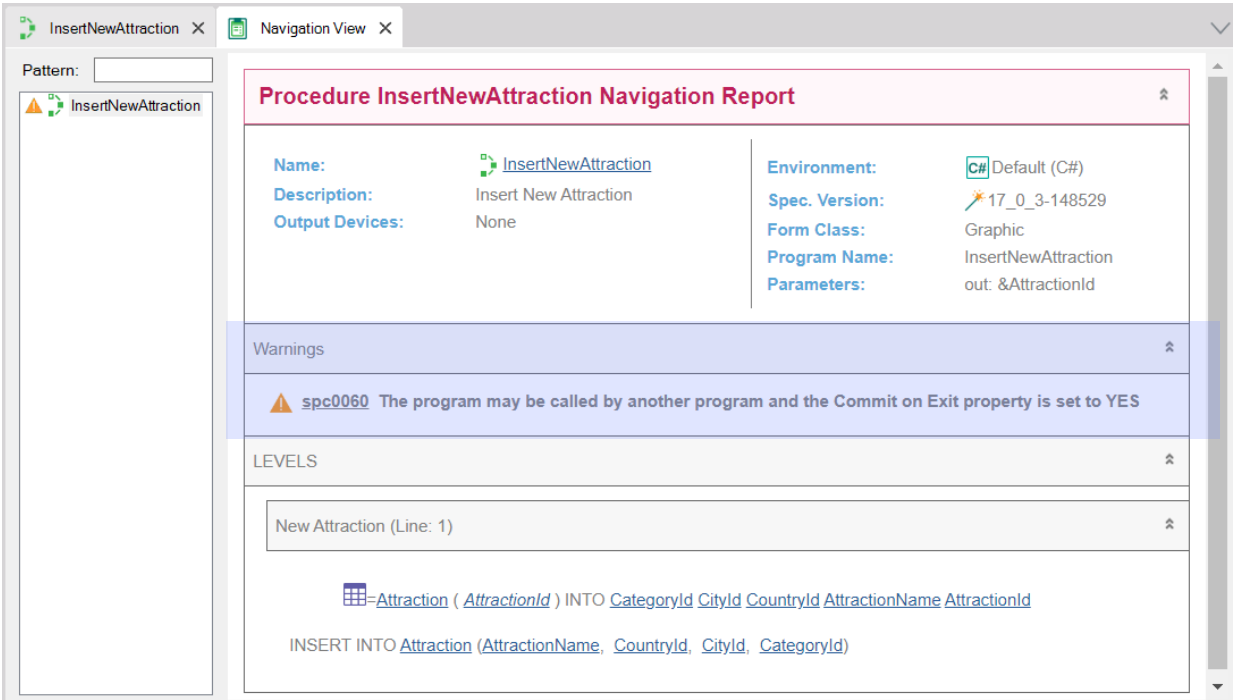 InsertNewAttraction
Navigation View
Pattern:
InsertNewAttraction
Procedure InsertNewAttraction Navigation Report
Name: InsertNewAttraction
Description: Insert New Attraction
Output Devices: None
Environment: C# Default (C#)
Spec. Version: 17_0_3-148529
Form Class: Graphic
Program Name: InsertNewAttraction
Parameters: out: &AttractionId
Warnings
spc0060 The program may be called by another program and the Commit on Exit property is set to YES
LEVELS
New Attraction (Line: 1)
=Attraction ( AttractionId ) INTO CategoryId CityId CountryId AttractionName AttractionId
INSERT INTO Attraction (AttractionName, CountryId, CityId, CategoryId)